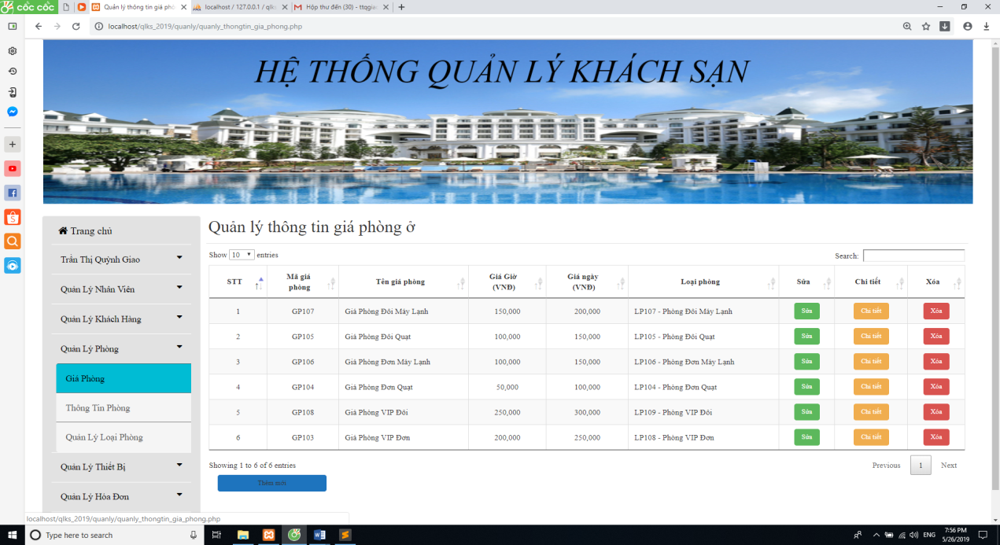 cốc cốc
Quản lý thông tin giá phò
localhost / 127.0.0.1 / qlks
Hộp thư đến (30) - ttqgiao
localhost/qlks_2019/quanly/quanly_thongtin_gia_phong.php
HỆ THỐNG QUẢN LÝ KHÁCH SẠN
Trang chủ
Trần Thị Quỳnh Giao
Quản Lý Nhân Viên
Quản Lý Khách Hàng
Quản Lý Phòng
Giá Phòng
Thông Tin Phòng
Quản Lý Loại Phòng
Quản Lý Thiết Bị
Quản Lý Hóa Đơn
Quản lý thông tin giá phòng ở
Show 10 entries
Search:
STT Mã giá phòng Tên giá phòng Giá Giờ (VNĐ) Giá ngày (VNĐ) Loại phòng Sửa Chi tiết Xóa
1 GP107 Giá Phòng Đôi Máy Lạnh 150,000 200,000 LP107 - Phòng Đôi Máy Lạnh Sửa Chi tiết Xóa
2 GP105 Giá Phòng Đôi Quạt 100,000 150,000 LP105 - Phòng Đôi Quạt Sửa Chi tiết Xóa
3 GP106 Giá Phòng Đơn Máy Lạnh 100,000 150,000 LP106 - Phòng Đơn Máy Lạnh Sửa Chi tiết Xóa
4 GP104 Giá Phòng Đơn Quạt 50,000 100,000 LP104 - Phòng Đơn Quạt Sửa Chi tiết Xóa
5 GP108 Giá Phòng VIP Đôi 250,000 300,000 LP109 - Phòng VIP Đôi Sửa Chi tiết Xóa
6 GP103 Giá Phòng VIP Đơn 200,000 250,000 LP108 - Phòng VIP Đơn Sửa Chi tiết Xóa
Showing 1 to 6 of 6 entries
Previous 1 Next
Thêm mới
localhost/qlks_2019/quanly/quanly_thongtin_gia_phong.php
Type here to search
ENG
7:56 PM
5/26/2019